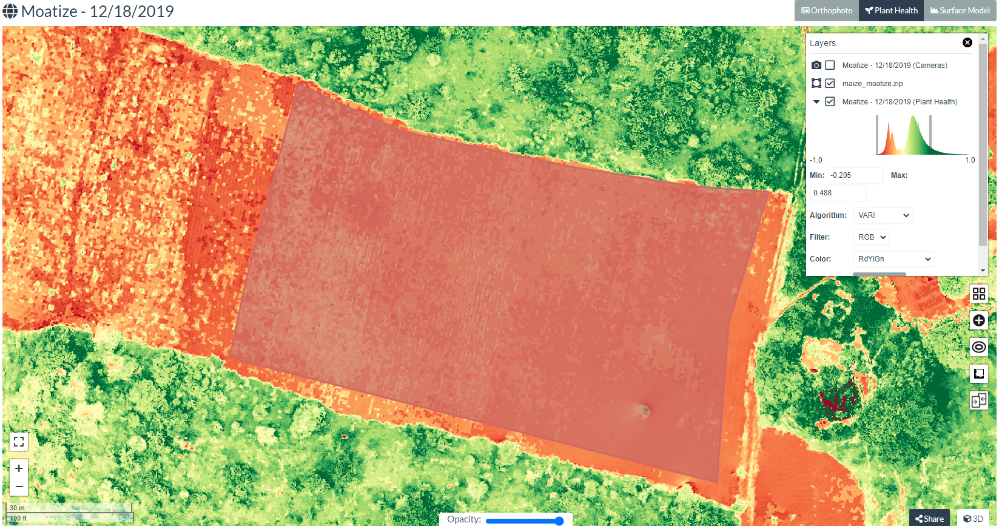 Moatize - 12/18/2019
Orthophoto Plant Health Surface Model
Layers
Moatize - 12/18/2019 (Cameras)
maize_moatize.zip
Moatize - 12/18/2019 (Plant Health)
-1.0 1.0
Min: -0.205 Max:
0.488
Algorithm: VARI
Filter: RGB
Color: RdYlGn
+
−
30 m
100 ft
Opacity:
Share 3D